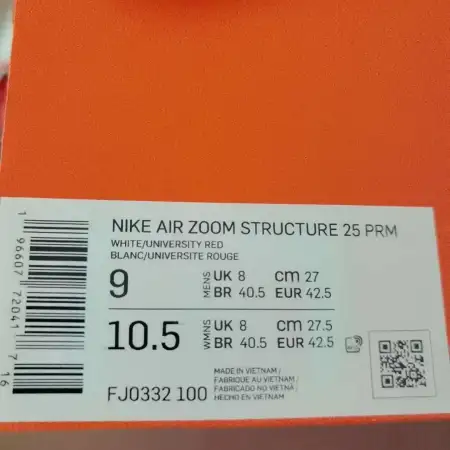 NIKE AIR ZOOM STRUCTURE 25 PRM
WHITE/UNIVERSITY RED
BLANC/UNIVERSITE ROUGE
9 MENS UK 8 cm 27
BR 40.5 EUR 42.5
10.5 WMNS UK 8 cm 27.5
BR 40.5 EUR 42.5
FJ0332 100
MADE IN VIETNAM /
FABRIQUE AU VIETNAM /
FABRICADO NO VIETNÃ /
HECHO EN VIETNAM
1 96607 72041 7 16